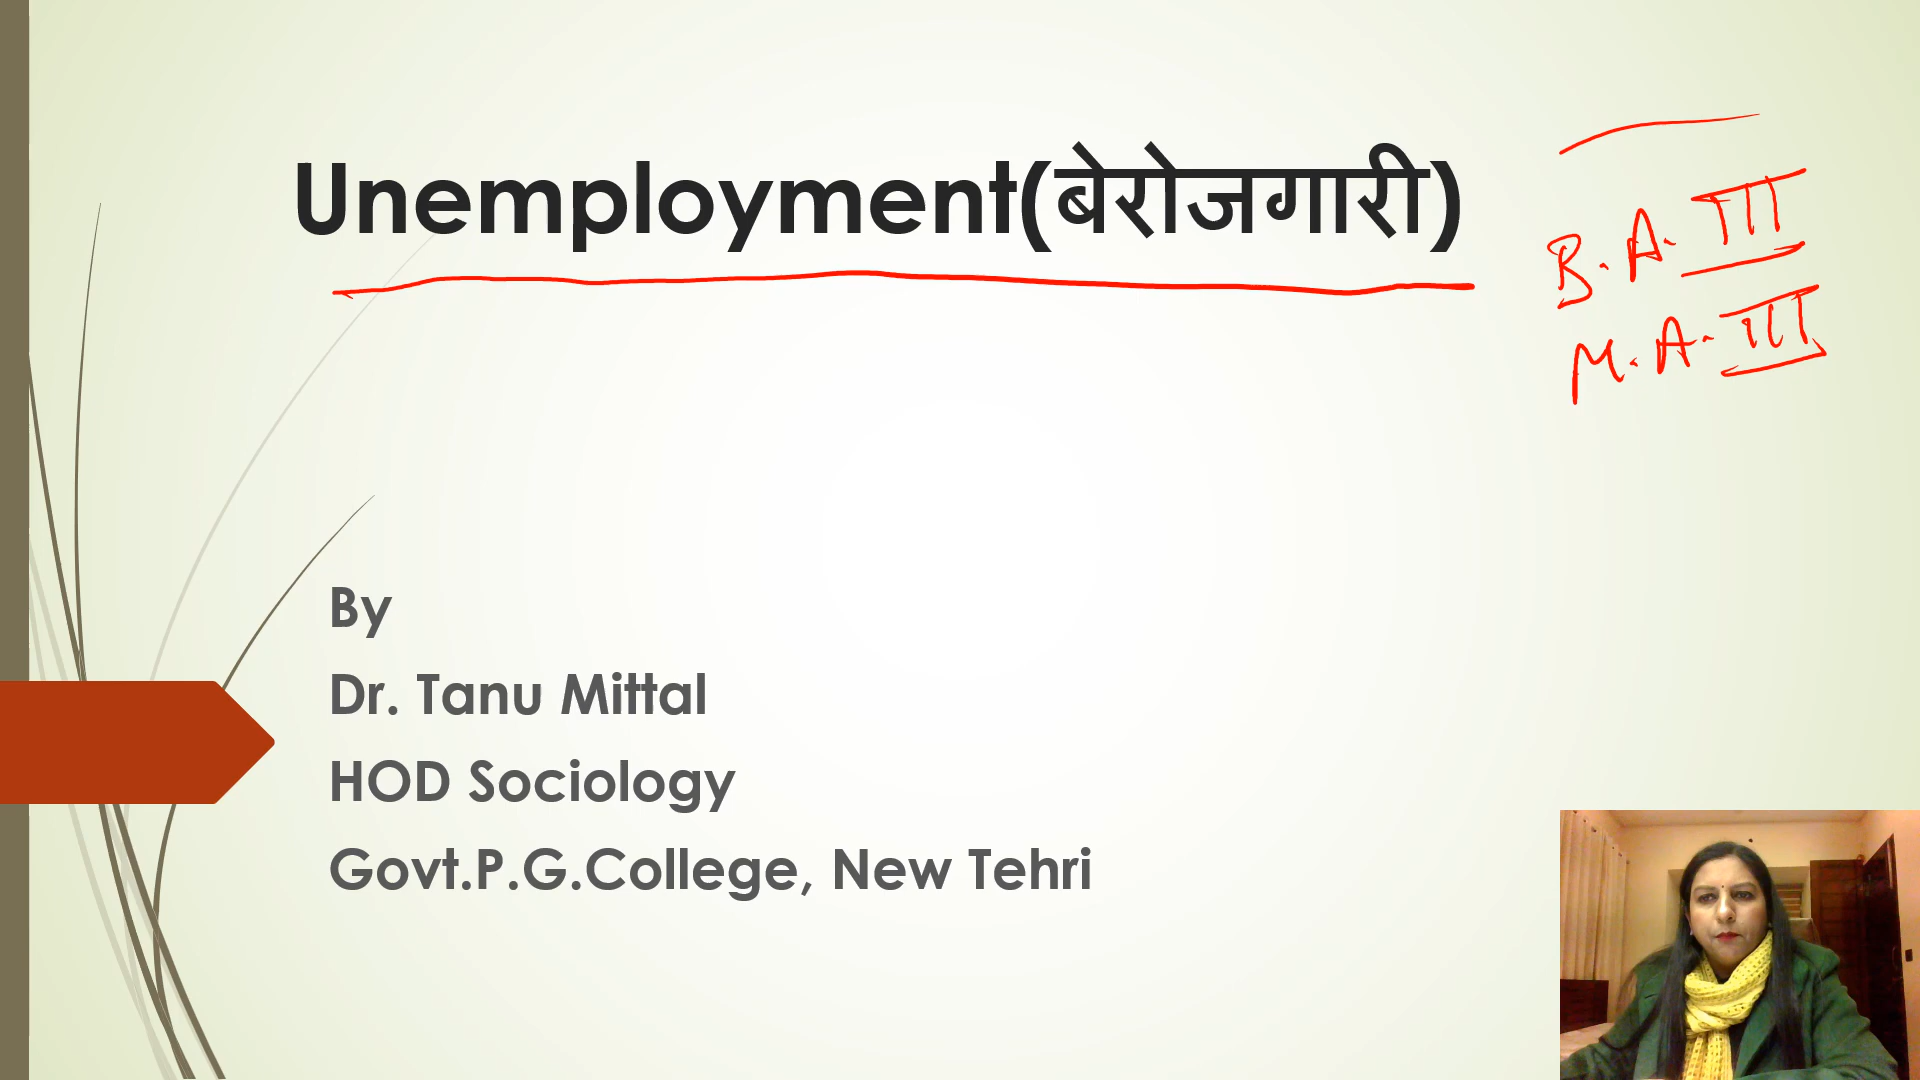 Unemployment(बेरोजगारी)
B.A. III
M.A. III
By
Dr. Tanu Mittal
HOD Sociology
Govt.P.G.College, New Tehri